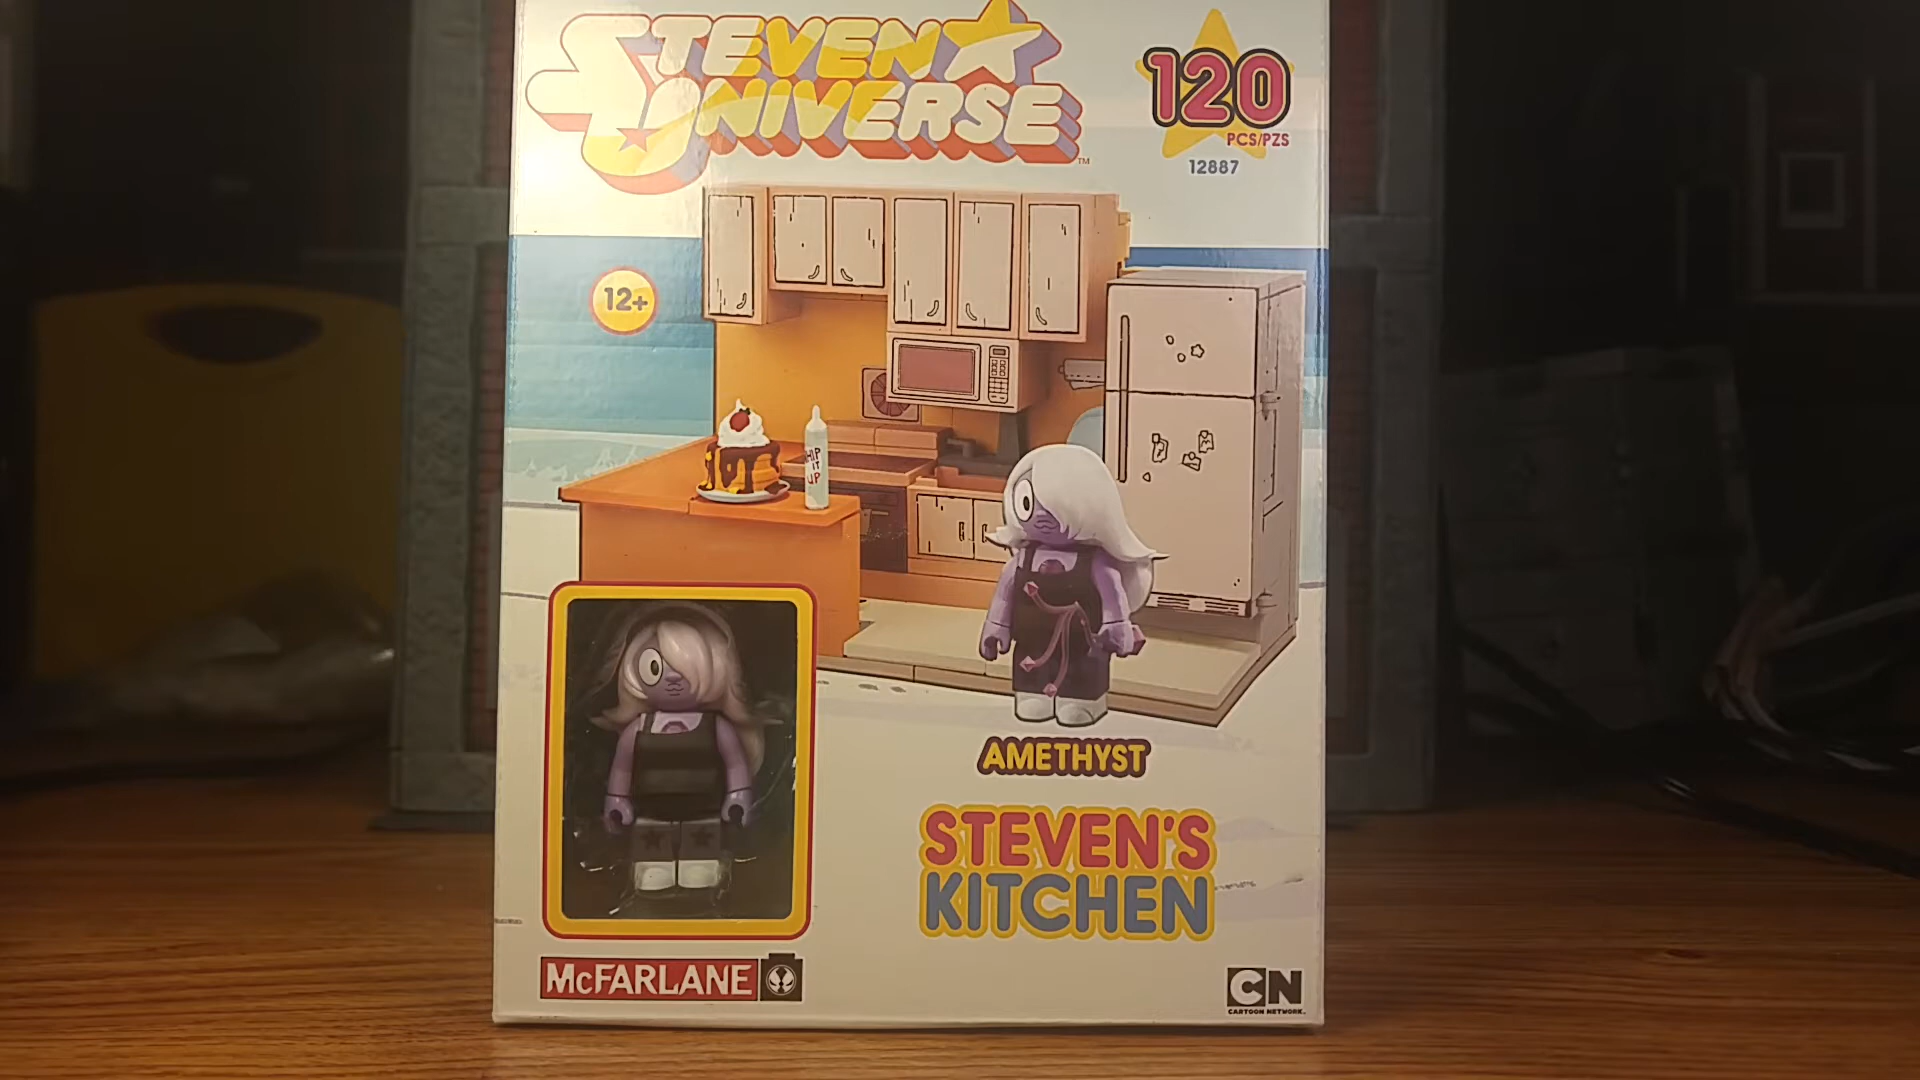 STEVEN
UNIVERSE
TM
120
PCS/PZS
12887
12+
WHIP
IT
UP
AMETHYST
STEVEN'S
KITCHEN
McFARLANE
CN
CARTOON NETWORK.